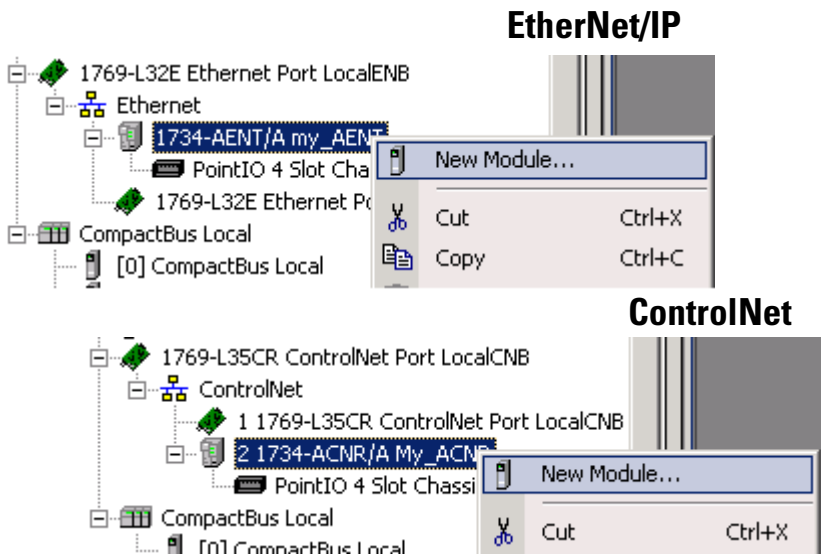 EtherNet/IP
1769-L32E Ethernet Port LocalENB
Ethernet
1734-AENT/A my_AENT
New Module...
PointIO 4 Slot Cha
1769-L32E Ethernet Po
Cut Ctrl+X
CompactBus Local
[0] CompactBus Local
Copy Ctrl+C
ControlNet
1769-L35CR ControlNet Port LocalCNB
ControlNet
1 1769-L35CR ControlNet Port LocalCNB
2 1734-ACNR/A My_ACNR
New Module...
PointIO 4 Slot Chassi
CompactBus Local
Cut Ctrl+X
[0] CompactBus Local